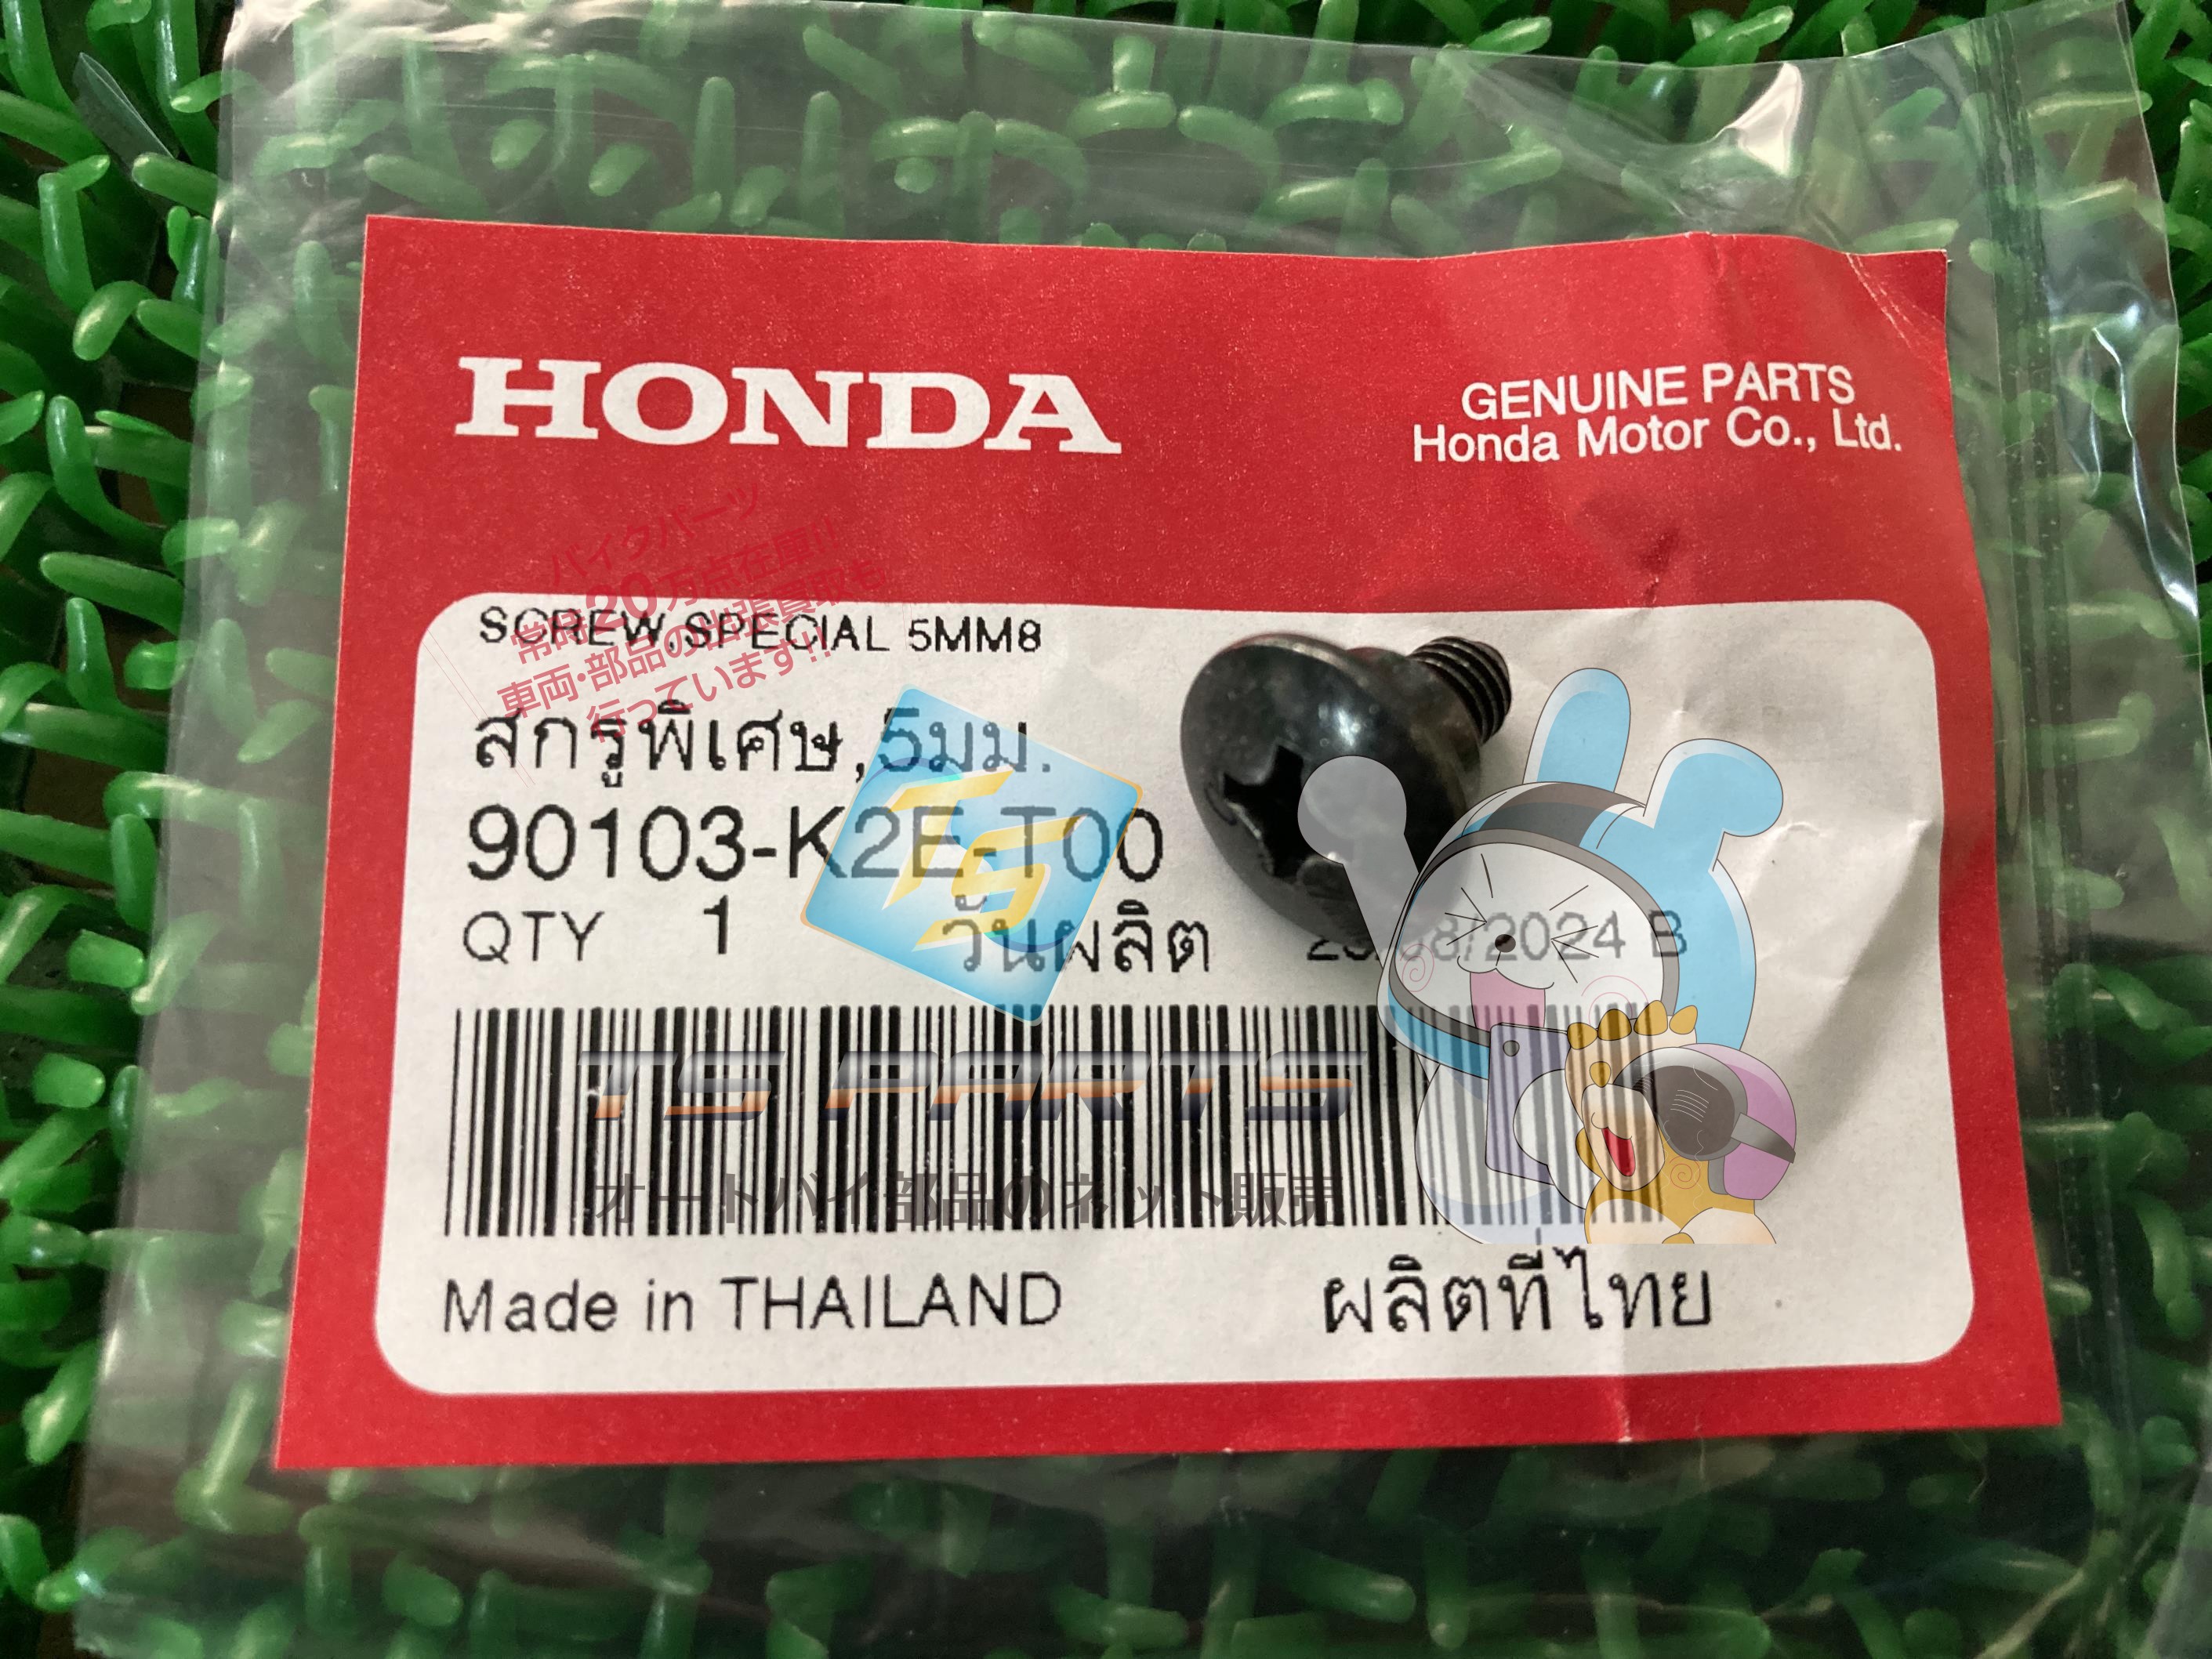 HONDA
GENUINE PARTS
Honda Motor Co., Ltd.
バイクパーツ
常時20万点在庫!!
車両・部品の出張買取も
行っています!!
SCREW,SPECIAL 5MM8
สกรูพิเศษ,5มม.
90103-K2E-T00
TS
QTY 1 วันผลิต /2024 B
TS PARTS
オートバイ部品のネット販売
Made in THAILAND ผลิตที่ไทย